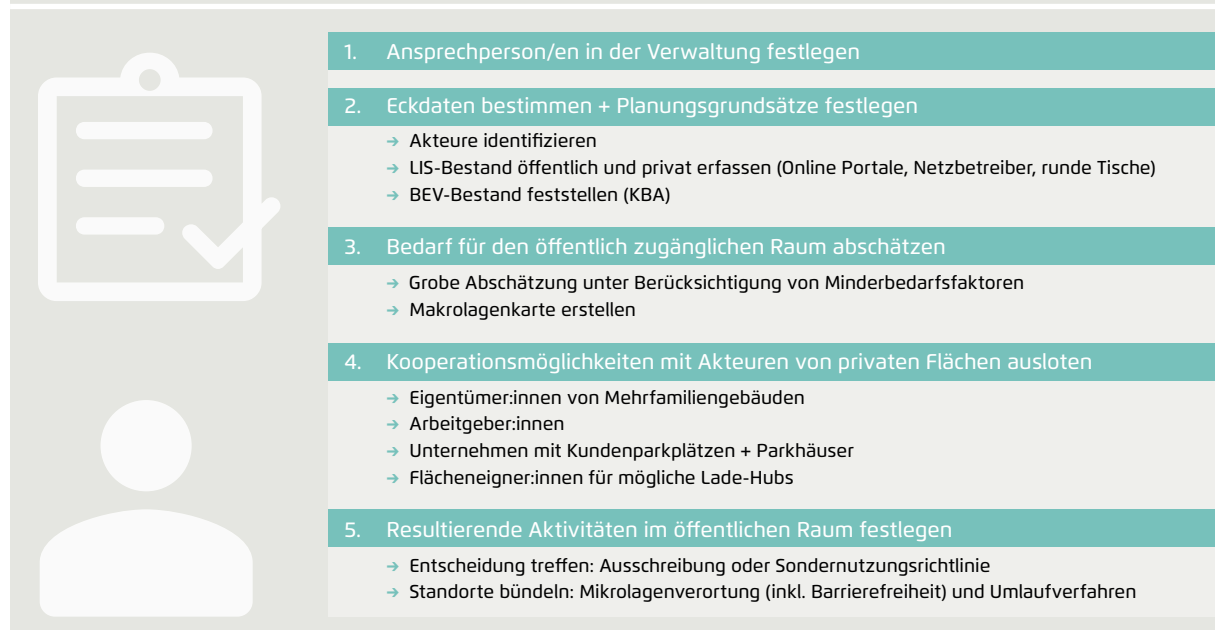 1. Ansprechperson/en in der Verwaltung festlegen
2. Eckdaten bestimmen + Planungsgrundsätze festlegen
→ Akteure identifizieren
→ LIS-Bestand öffentlich und privat erfassen (Online Portale, Netzbetreiber, runde Tische)
→ BEV-Bestand feststellen (KBA)
3. Bedarf für den öffentlich zugänglichen Raum abschätzen
→ Grobe Abschätzung unter Berücksichtigung von Minderbedarfsfaktoren
→ Makrolagenkarte erstellen
4. Kooperationsmöglichkeiten mit Akteuren von privaten Flächen ausloten
→ Eigentümer:innen von Mehrfamiliengebäuden
→ Arbeitgeber:innen
→ Unternehmen mit Kundenparkplätzen + Parkhäuser
→ Flächeneigner:innen für mögliche Lade-Hubs
5. Resultierende Aktivitäten im öffentlichen Raum festlegen
→ Entscheidung treffen: Ausschreibung oder Sondernutzungsrichtlinie
→ Standorte bündeln: Mikrolagenverortung (inkl. Barrierefreiheit) und Umlaufverfahren